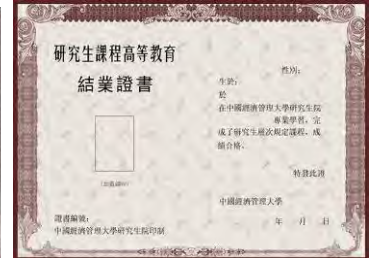 研究生課程高等教育
結業證書
證書編號:
中國經濟管理大學研究生院印制
性別:
生於:
於
在中國經濟管理大學研究生院
專業學習,完
成了研究生層次規定課程,成
績合格。
特發此證
中國經濟管理大學
年 月 日